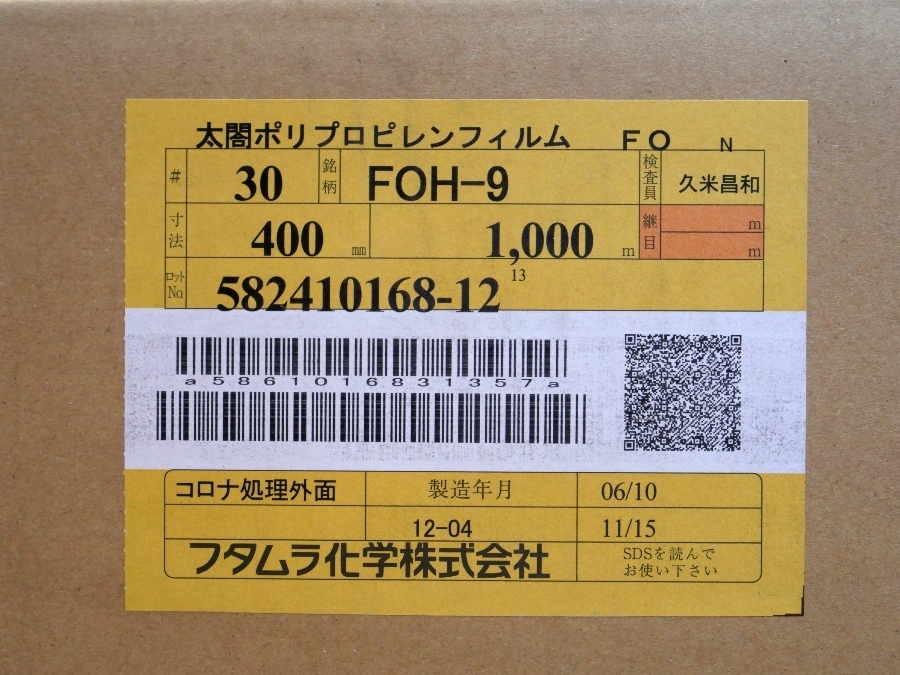 太閤ポリプロピレンフィルム FO N
# 30 銘柄 FOH-9 検査員 久米昌和
寸法 400 mm 1,000 m 継目 m
m
ロットNo. 582410168-12 13
a5861016831357a
コロナ処理外面 製造年月 06/10
12-04 11/15
フタムラ化学株式会社 SDSを読んで
お使い下さい